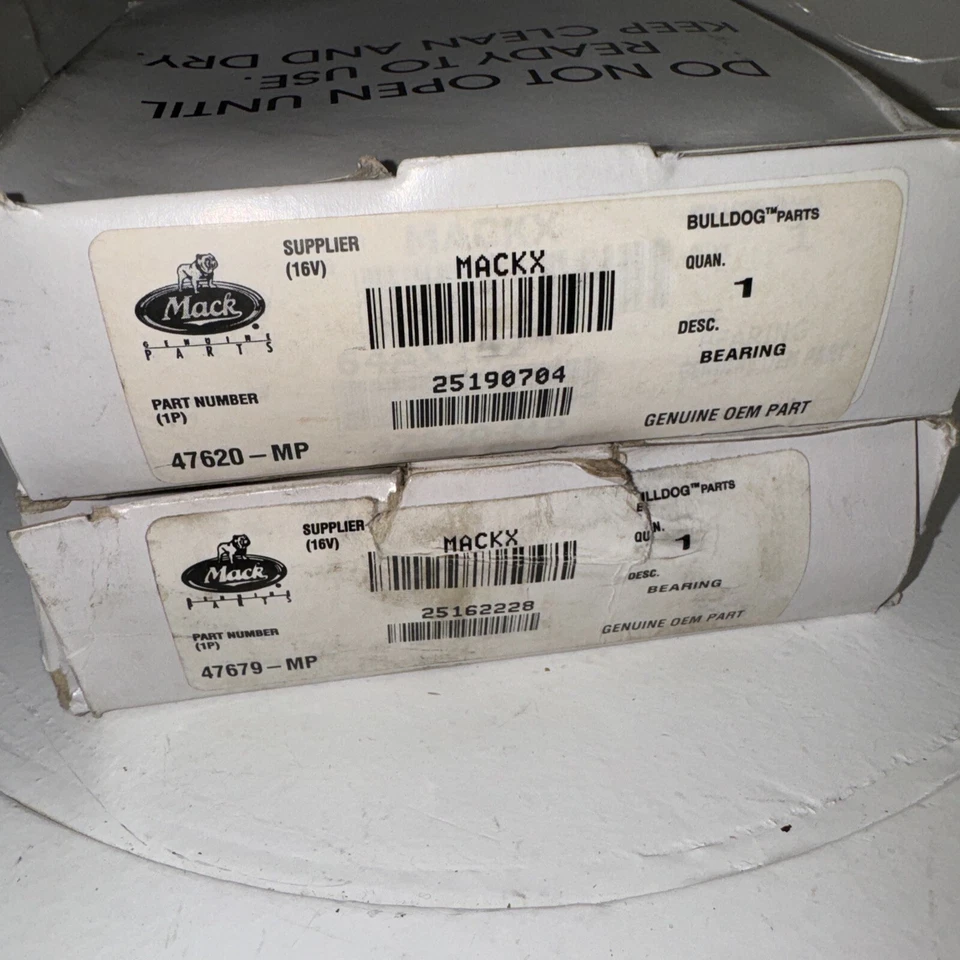 DO NOT OPEN UNTIL
READY TO USE.
KEEP CLEAN AND DRY.
Mack ®
GENUINE
PARTS
SUPPLIER
(16V)
MACKX
BULLDOG™PARTS
QUAN.
1
DESC.
BEARING
25190704
PART NUMBER
(1P)
47620-MP
GENUINE OEM PART
Mack ®
PARTS
SUPPLIER
(16V)
MACKX
BULLDOG™PARTS
QUAN.
1
DESC.
BEARING
25162228
PART NUMBER
(1P)
47679-MP
GENUINE OEM PART